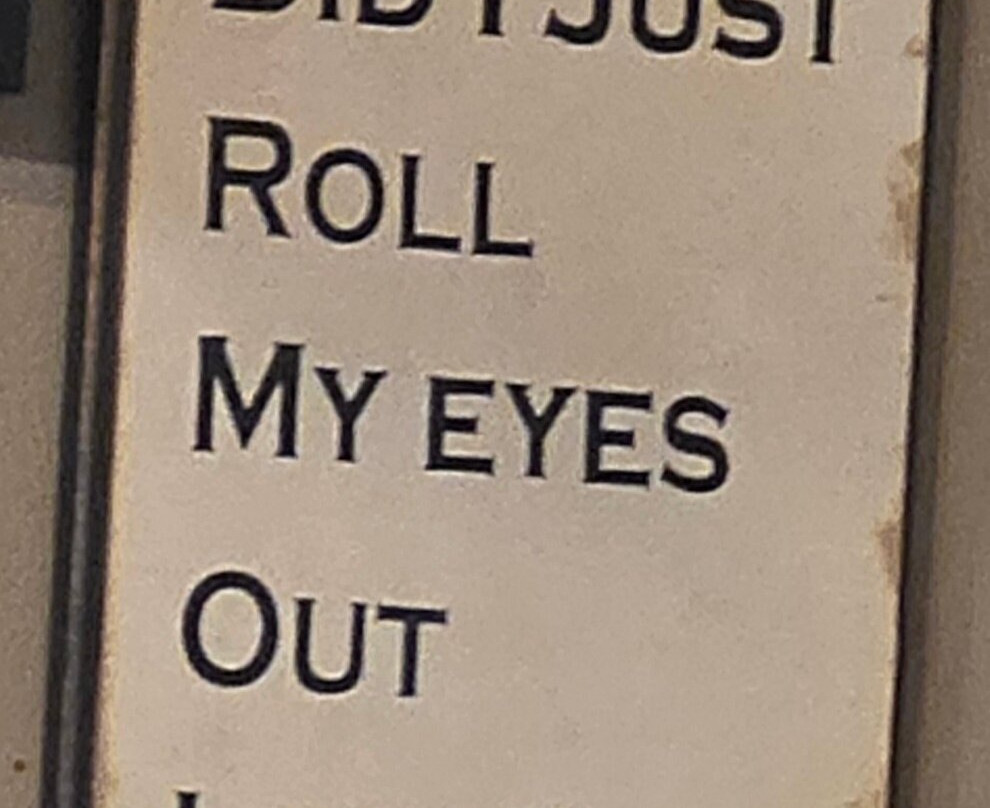 DID I JUST
ROLL
MY EYES
OUT